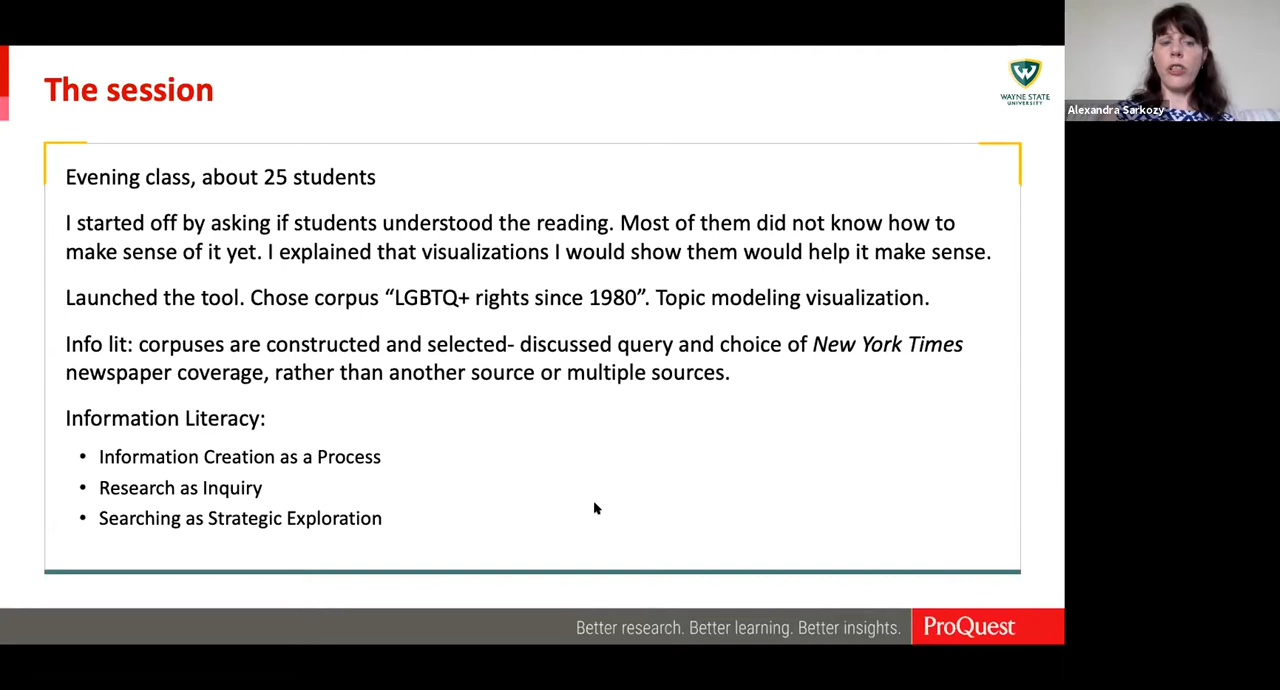 The session
WAYNE STATE
UNIVERSITY
Alexandra Sarkozy
Evening class, about 25 students
I started off by asking if students understood the reading. Most of them did not know how to
make sense of it yet. I explained that visualizations I would show them would help it make sense.
Launched the tool. Chose corpus “LGBTQ+ rights since 1980”. Topic modeling visualization.
Info lit: corpuses are constructed and selected- discussed query and choice of New York Times
newspaper coverage, rather than another source or multiple sources.
Information Literacy:
• Information Creation as a Process
• Research as Inquiry
• Searching as Strategic Exploration
Better research. Better learning. Better insights.
ProQuest